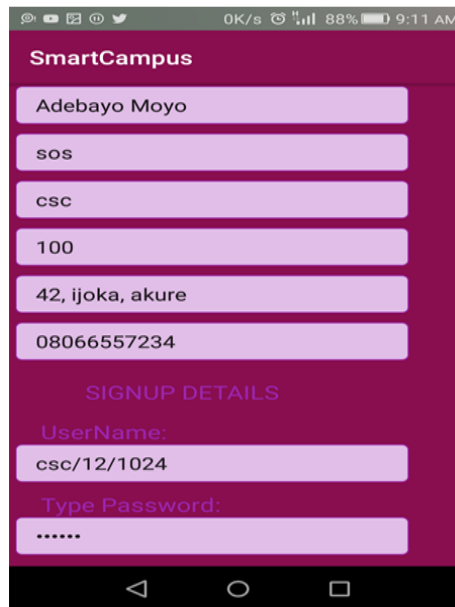 0K/s 88% 9:11 AM
SmartCampus
Adebayo Moyo
sos
csc
100
42, ijoka, akure
08066557234
SIGNUP DETAILS
UserName:
csc/12/1024
Type Password:
••••••